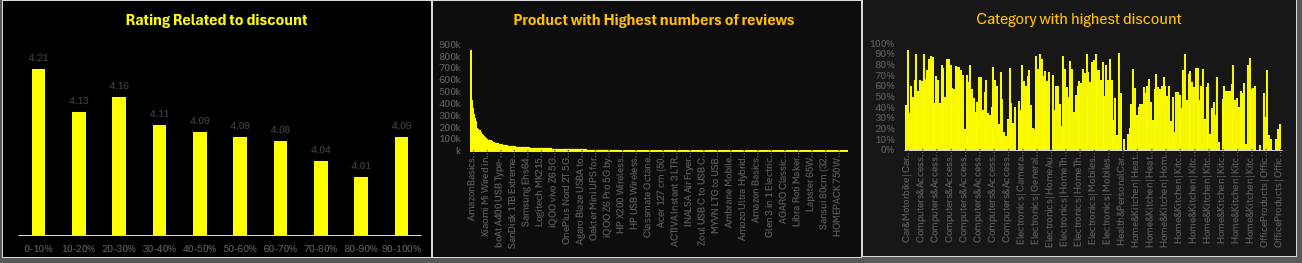 Rating Related to discount
4.21
4.13
4.16
4.11
4.09
4.09
4.08
4.04
4.01
4.09
0-10%
10-20%
20-30%
30-40%
40-50%
50-60%
60-70%
70-80%
80-90%
90-100%
Product with Highest numbers of reviews
900k
800k
700k
600k
500k
400k
300k
200k
100k
k
AmazonBasics…
Xiaomi Mi Wired in…
boAt A400 USB Type-…
SanDisk 1TB Extreme…
Samsung Ehs64…
Logitech MK215…
iQOO vivo Z6 5G…
OnePlus Nord 2T 5G…
Agaro Blaze USBA to…
Oakter Mini UPS for…
iQOO Z6 Pro 5G by…
HP X200 Wireless…
HP USB Wireless…
Classmate Octane…
Acer 127 cm (50…
ACTIVA Instant 3 LTR…
INALSA Air Fryer…
Zoul USB C to USB C…
MYVN LTG to USB…
Ambrane Mobile…
Amozo Ultra Hybrid…
Amazon Basics…
Glen 3 in 1 Electric…
AGARO Classic…
Libra Roti Maker…
Lapster 65W…
Sansui 80cm (32…
HOMEPACK 750W…
Category with highest discount
100%
90%
80%
70%
60%
50%
40%
30%
20%
10%
0%
Car&Motorbike|Car…
Computers&Access…
Computers&Access…
Computers&Access…
Computers&Access…
Computers&Access…
Computers&Access…
Computers&Access…
Electronics|Camera…
Electronics|General…
Electronics|HomeAu…
Electronics|HomeTh…
Electronics|HomeTh…
Electronics|Mobiles…
Electronics|Mobiles…
Health&PersonalCar…
Home&Kitchen|Heat…
Home&Kitchen|Heat…
Home&Kitchen|Hom…
Home&Kitchen|Kitc…
Home&Kitchen|Kitc…
Home&Kitchen|Kitc…
Home&Kitchen|Kitc…
Home&Kitchen|Kitc…
Home&Kitchen|Kitc…
OfficeProducts|Offic…
OfficeProducts|Offic…